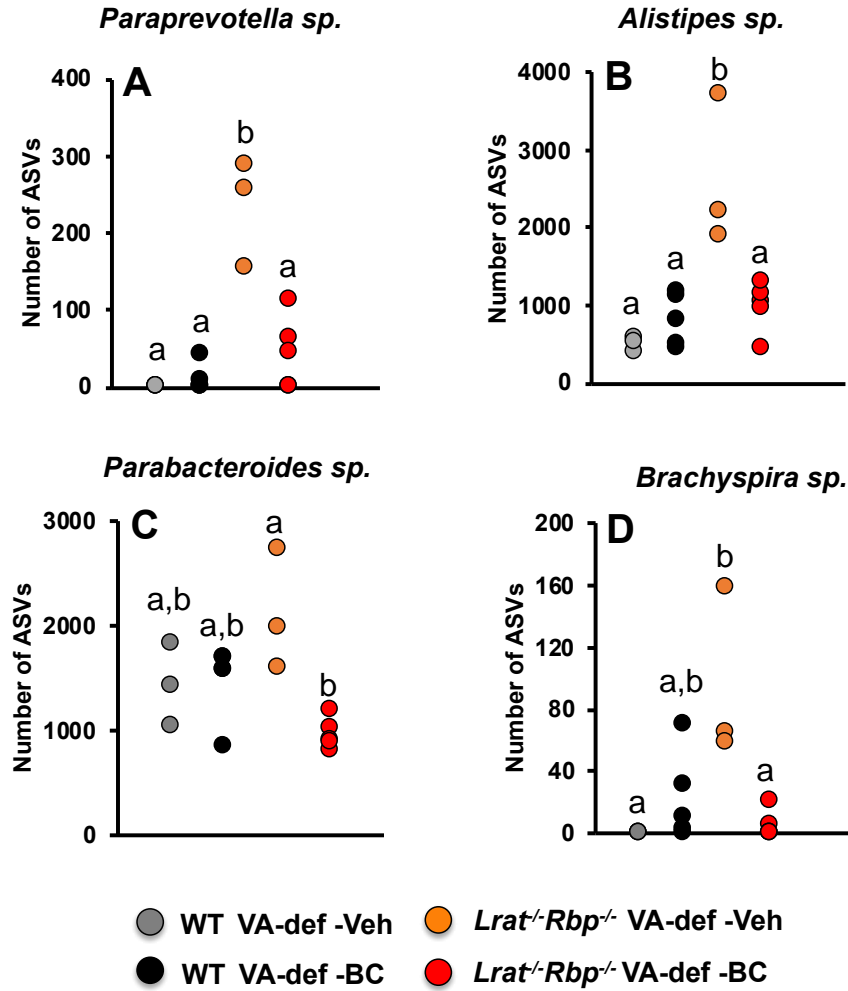 Paraprevotella sp.
A
Number of ASVs
400
300
200
100
0
a
a
b
a
Alistipes sp.
B
Number of ASVs
4000
3000
2000
1000
0
a
a
b
a
Parabacteroides sp.
C
Number of ASVs
3000
2000
1000
0
a,b
a,b
a
b
Brachyspira sp.
D
Number of ASVs
200
160
120
80
40
0
a
a,b
b
a
WT VA-def -Veh
Lrat-/-Rbp-/- VA-def -Veh
WT VA-def -BC
Lrat-/-Rbp-/- VA-def -BC